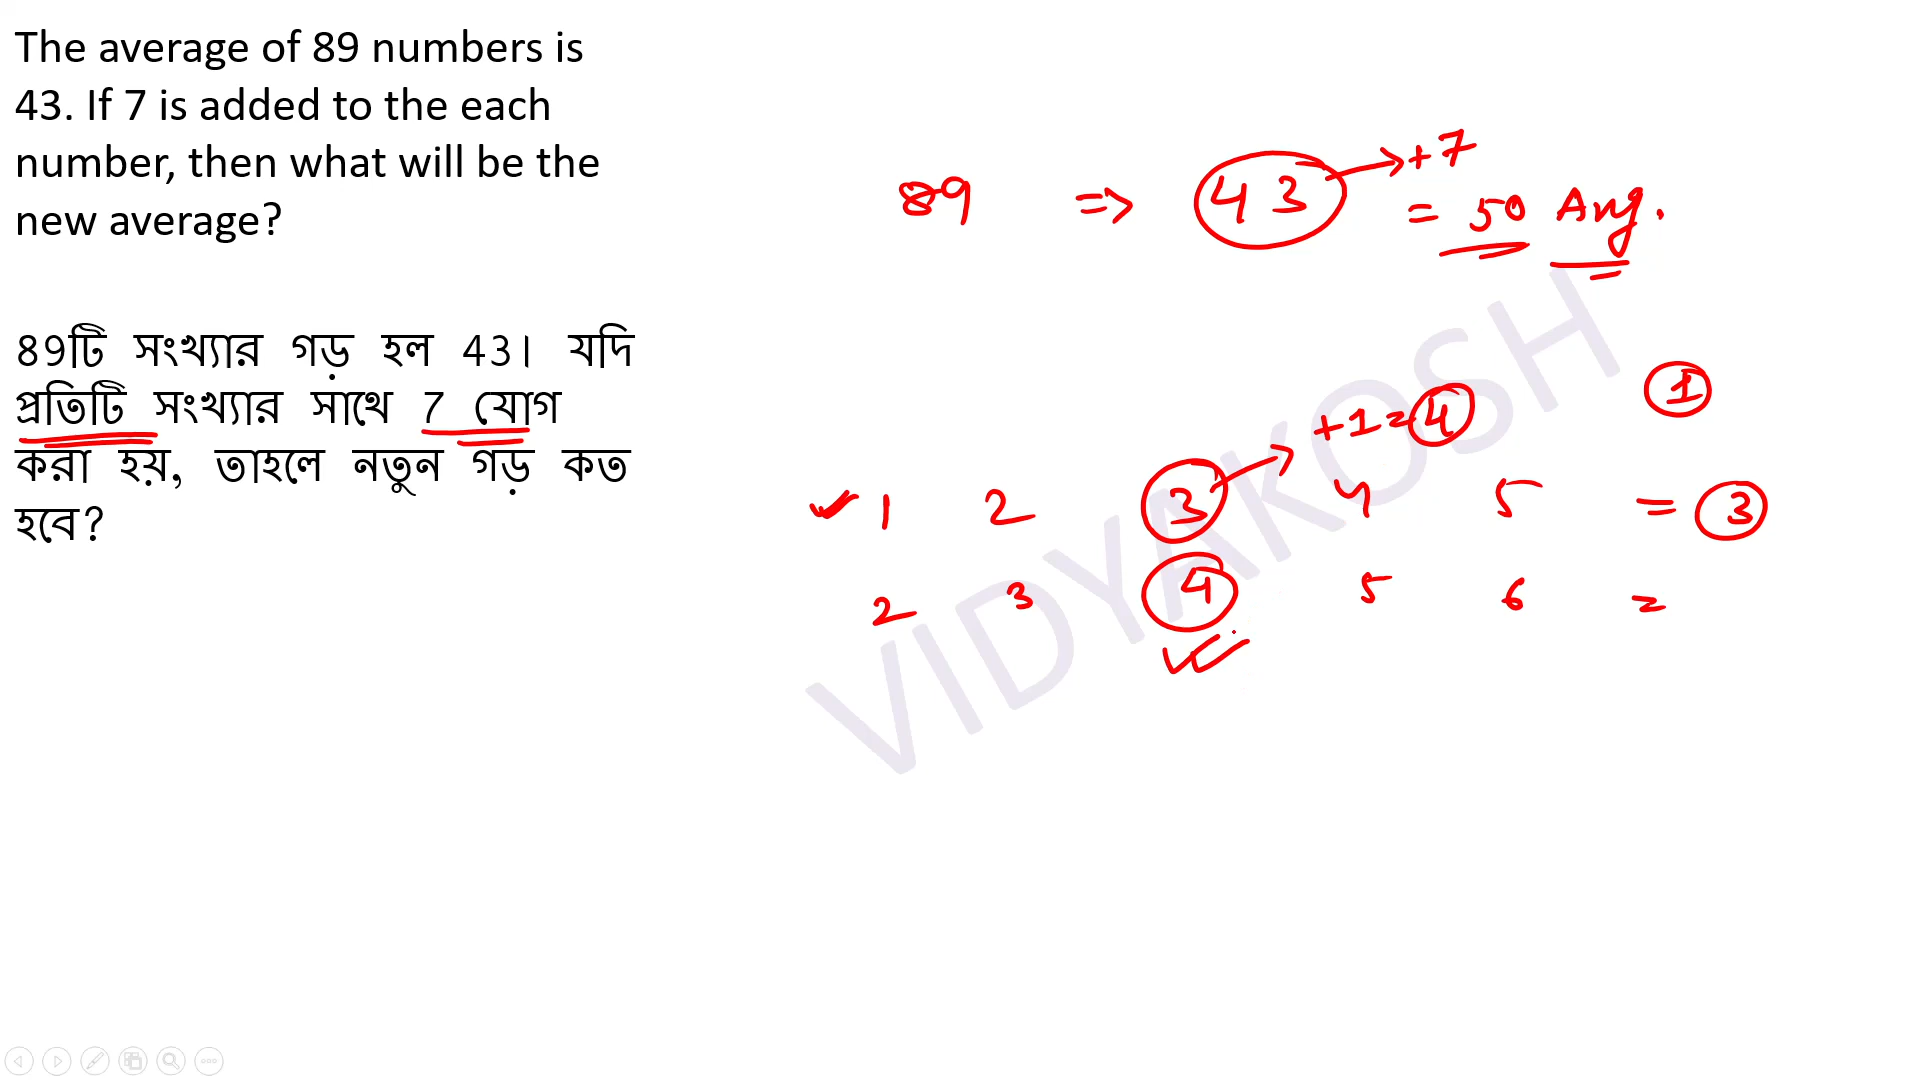 The average of 89 numbers is
43. If 7 is added to the each
number, then what will be the
new average?
89টি সংখ্যার গড় হল 43। যদি
প্রতিটি সংখ্যার সাথে 7 যোগ
করা হয়, তাহলে নতুন গড় কত
হবে?
+7
89 ⇒ 43 = 50 Avg.
1
+1=4
1 2 3 4 5 = 3
2 3 4 5 6 =
VIDYAKOSH